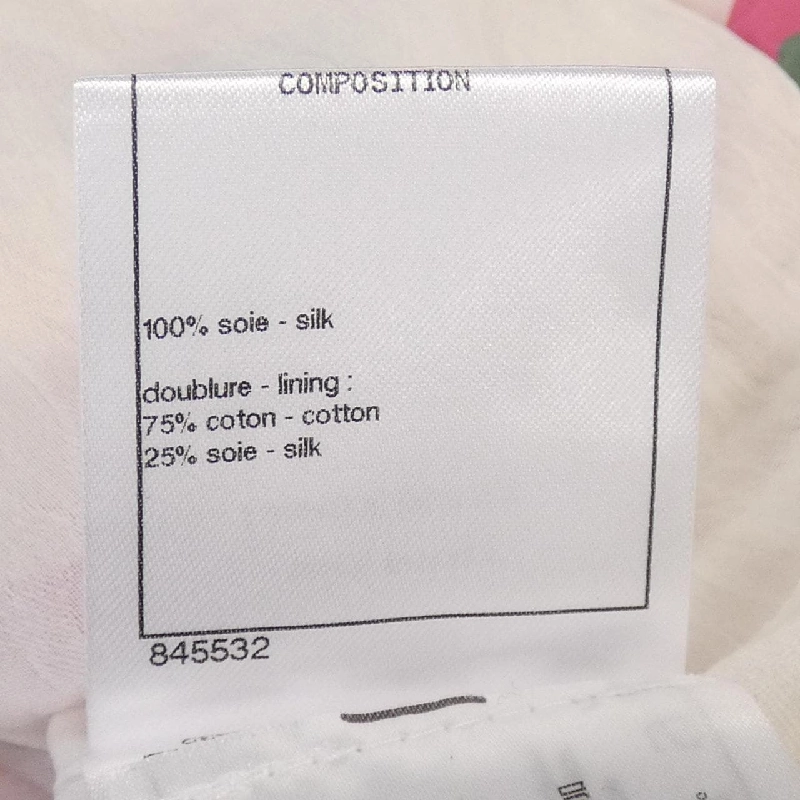 COMPOSITION
100% soie - silk
doublure - lining :
75% coton - cotton
25% soie - silk
845532